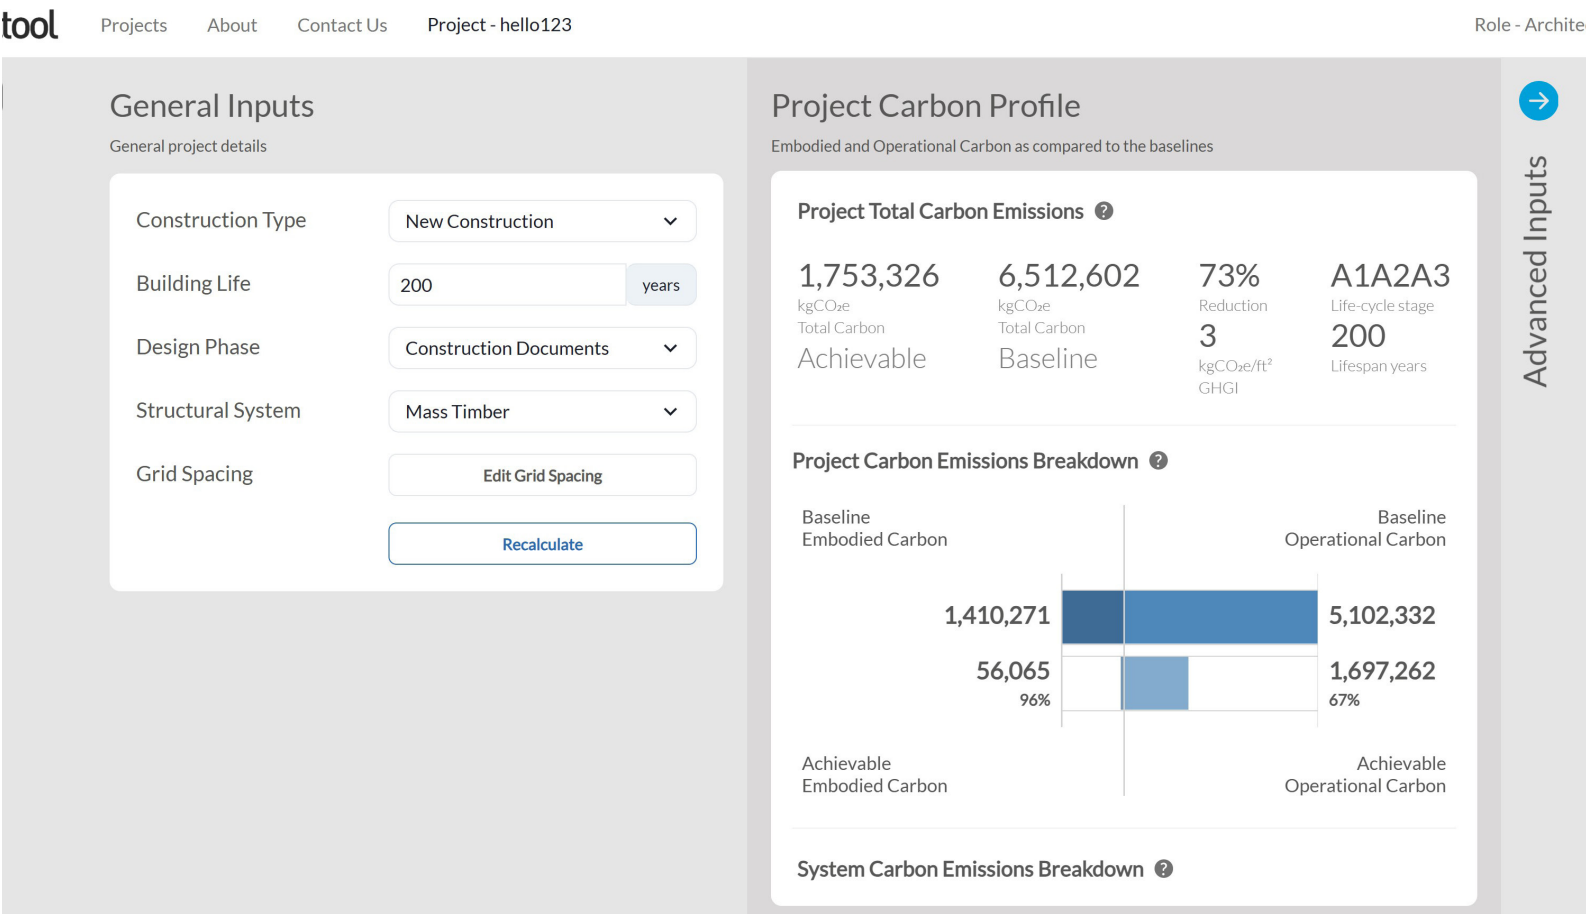 tool
Projects
About
Contact Us
Project - hello123
Role - Archite
General Inputs
General project details
Construction Type
New Construction
Building Life
200
years
Design Phase
Construction Documents
Structural System
Mass Timber
Grid Spacing
Edit Grid Spacing
Recalculate
Project Carbon Profile
Embodied and Operational Carbon as compared to the baselines
Project Total Carbon Emissions ?
1,753,326
kgCO₂e
Total Carbon
Achievable
6,512,602
kgCO₂e
Total Carbon
Baseline
73%
Reduction
3
kgCO₂e/ft²
GHGI
A1A2A3
Life-cycle stage
200
Lifespan years
Project Carbon Emissions Breakdown ?
Baseline
Embodied Carbon
Baseline
Operational Carbon
1,410,271
5,102,332
56,065
96%
1,697,262
67%
Achievable
Embodied Carbon
Achievable
Operational Carbon
System Carbon Emissions Breakdown ?
Advanced Inputs